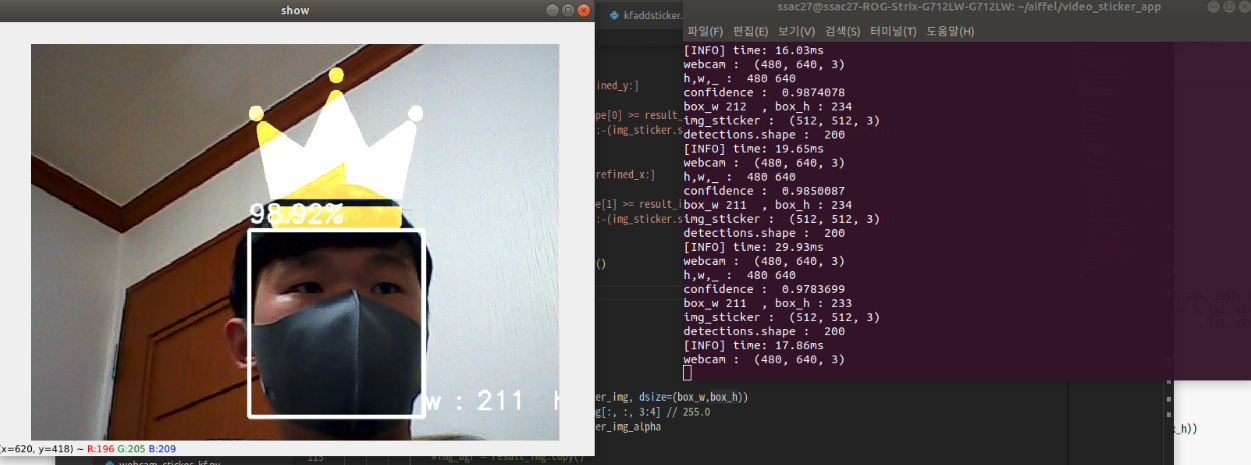 show
98.92%
w : 211 h
(x=620, y=418) ~ R:196 G:205 B:209
kfaddsticker.
ined_y:]
pe[0] >= result_
:-(img_sticker.s
refined_x:]
e[1] >= result_i
:-(img_sticker.s
()
er_img, dsize=(box_w,box_h))
g[:, :, 3:4] // 255.0
er_img_alpha
webcam_sticker_kf.py
115
#img_bgr = result_img.copy()
_h))
ssac27@ssac27-ROG-Strix-G712LW-G712LW: ~/aiffel/video_sticker_app
파일(F) 편집(E) 보기(V) 검색(S) 터미널(T) 도움말(H)
[INFO] time: 16.03ms
webcam : (480, 640, 3)
h,w,_ : 480 640
confidence : 0.9874078
box_w 212 , box_h : 234
img_sticker : (512, 512, 3)
detections.shape : 200
[INFO] time: 19.65ms
webcam : (480, 640, 3)
h,w,_ : 480 640
confidence : 0.9850087
box_w 211 , box_h : 234
img_sticker : (512, 512, 3)
detections.shape : 200
[INFO] time: 29.93ms
webcam : (480, 640, 3)
h,w,_ : 480 640
confidence : 0.9783699
box_w 211 , box_h : 233
img_sticker : (512, 512, 3)
detections.shape : 200
[INFO] time: 17.86ms
webcam : (480, 640, 3)